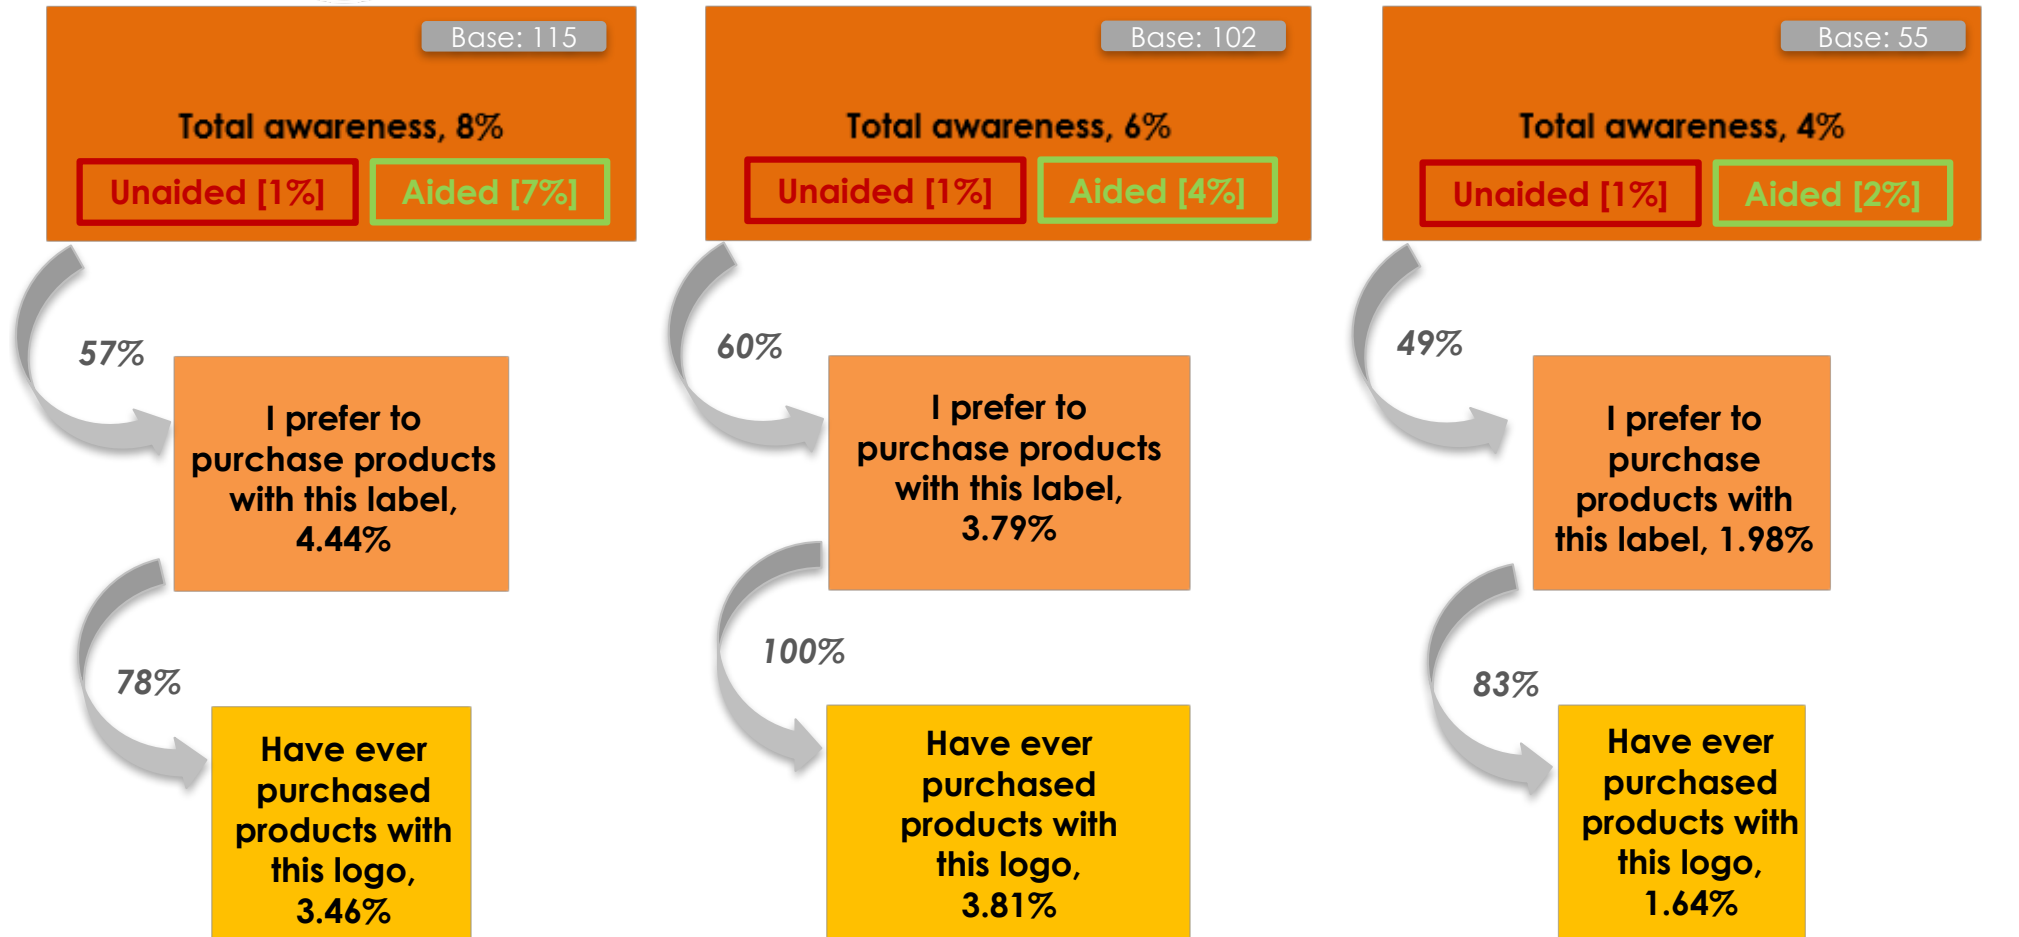 Base: 115
Total awareness, 8%
Unaided [1%]
Aided [7%]
57%
I prefer to
purchase products
with this label,
4.44%
78%
Have ever
purchased
products with
this logo,
3.46%
Base: 102
Total awareness, 6%
Unaided [1%]
Aided [4%]
60%
I prefer to
purchase products
with this label,
3.79%
100%
Have ever
purchased
products with
this logo,
3.81%
Base: 55
Total awareness, 4%
Unaided [1%]
Aided [2%]
49%
I prefer to
purchase
products with
this label, 1.98%
83%
Have ever
purchased
products with
this logo,
1.64%